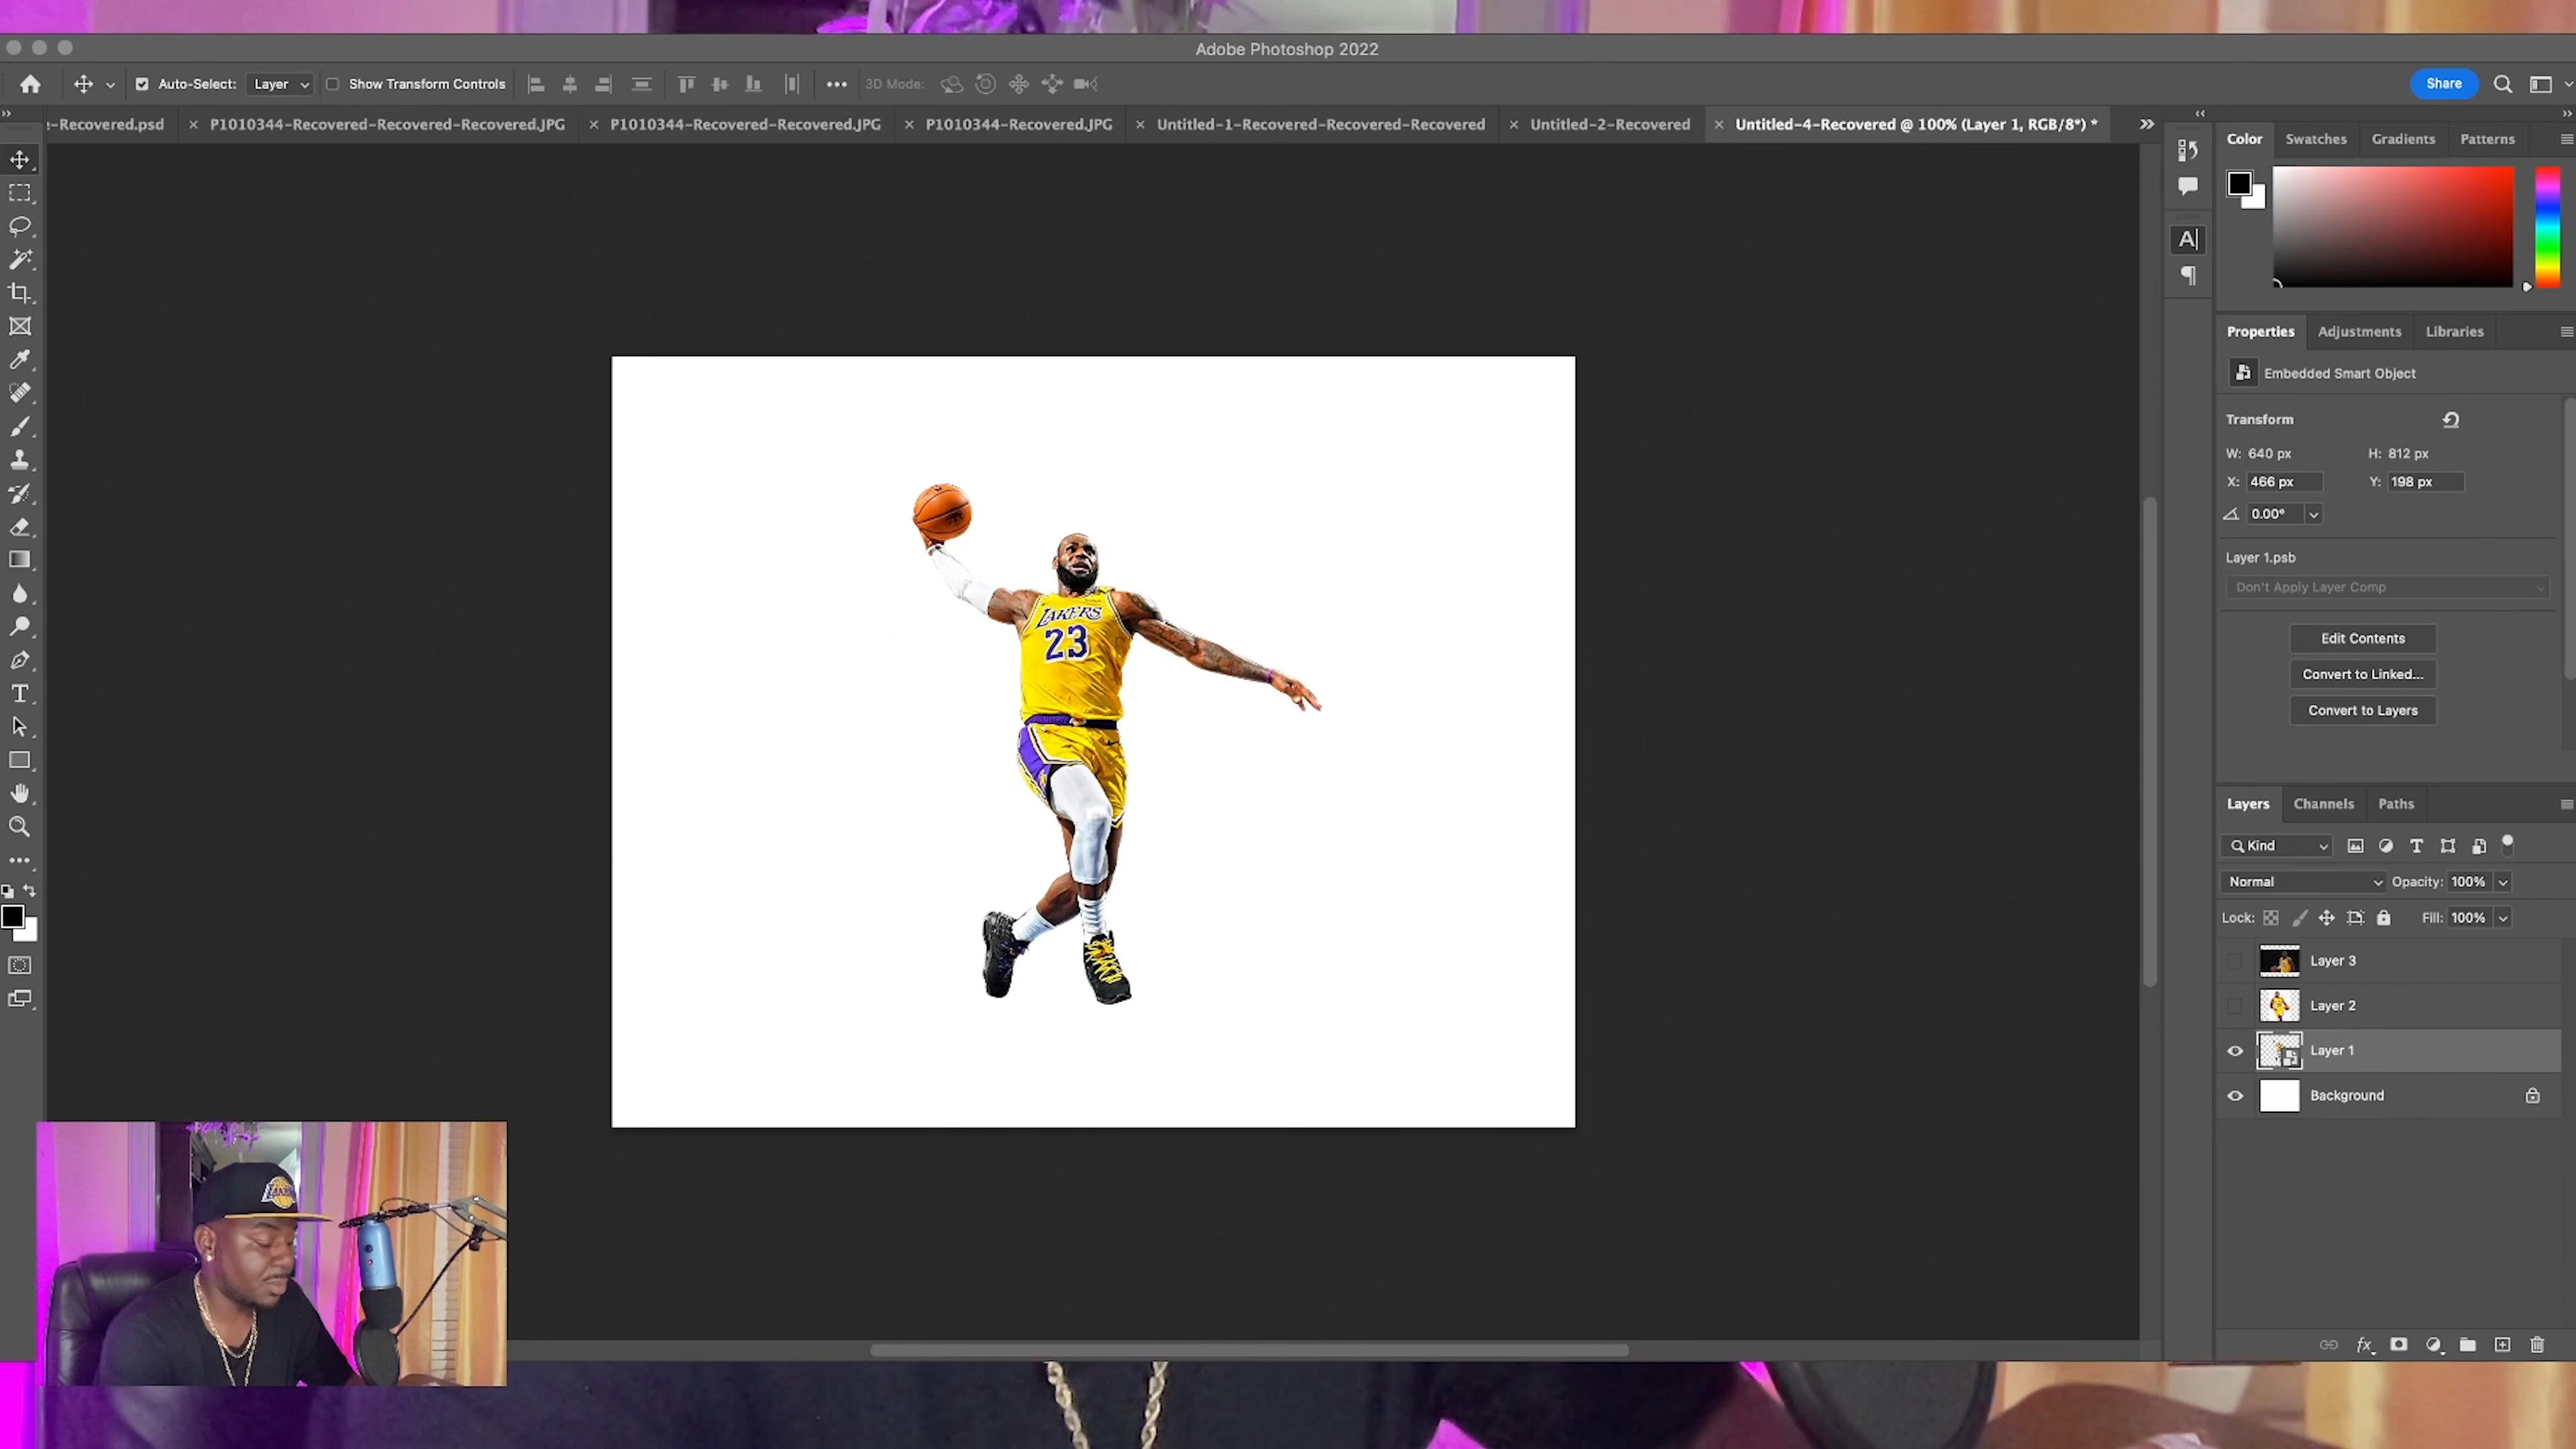 Adobe Photoshop 2022
Auto-Select: Layer Show Transform Controls 3D Mode: Share
e-Recovered.psd × P1010344-Recovered-Recovered-Recovered.JPG × P1010344-Recovered-Recovered.JPG × P1010344-Recovered.JPG × Untitled-1-Recovered-Recovered-Recovered × Untitled-2-Recovered × Untitled-4-Recovered @ 100% (Layer 1, RGB/8*) *
Color Swatches Gradients Patterns
Properties Adjustments Libraries
Embedded Smart Object
Transform
W: 640 px H: 812 px
X: 466 px Y: 198 px
0.00°
Layer 1.psb
Don't Apply Layer Comp
Edit Contents
Convert to Linked...
Convert to Layers
Layers Channels Paths
Kind
Normal Opacity: 100%
Lock: Fill: 100%
Layer 3
Layer 2
Layer 1
Background
LAKERS
23
LAKERS